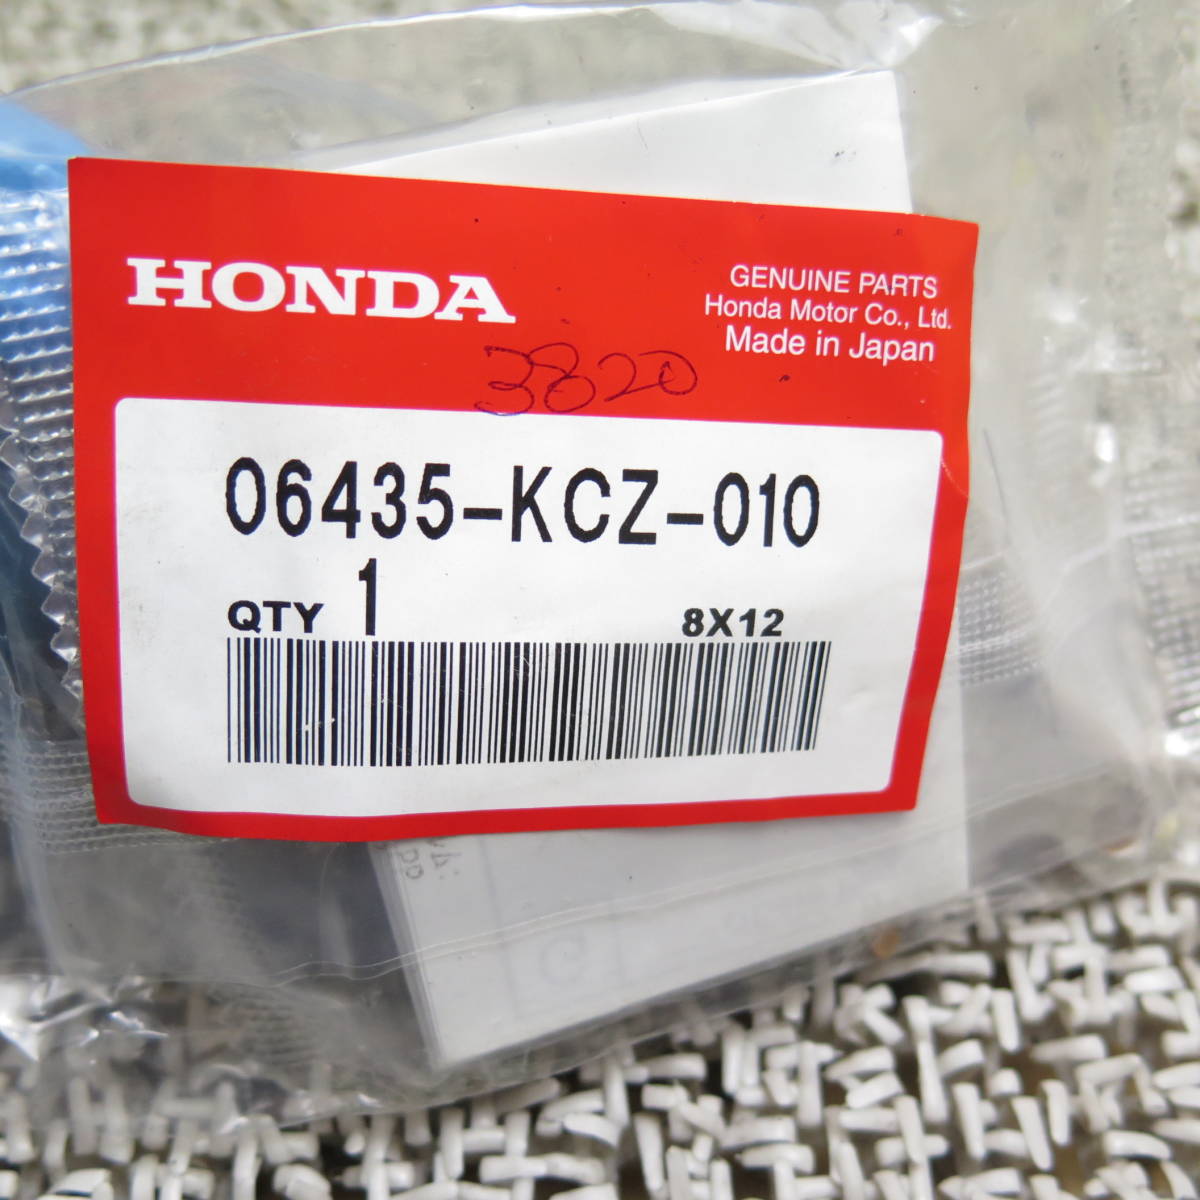 HONDA
GENUINE PARTS
Honda Motor Co., Ltd.
Made in Japan
3820
06435-KCZ-010
QTY 1
8X12